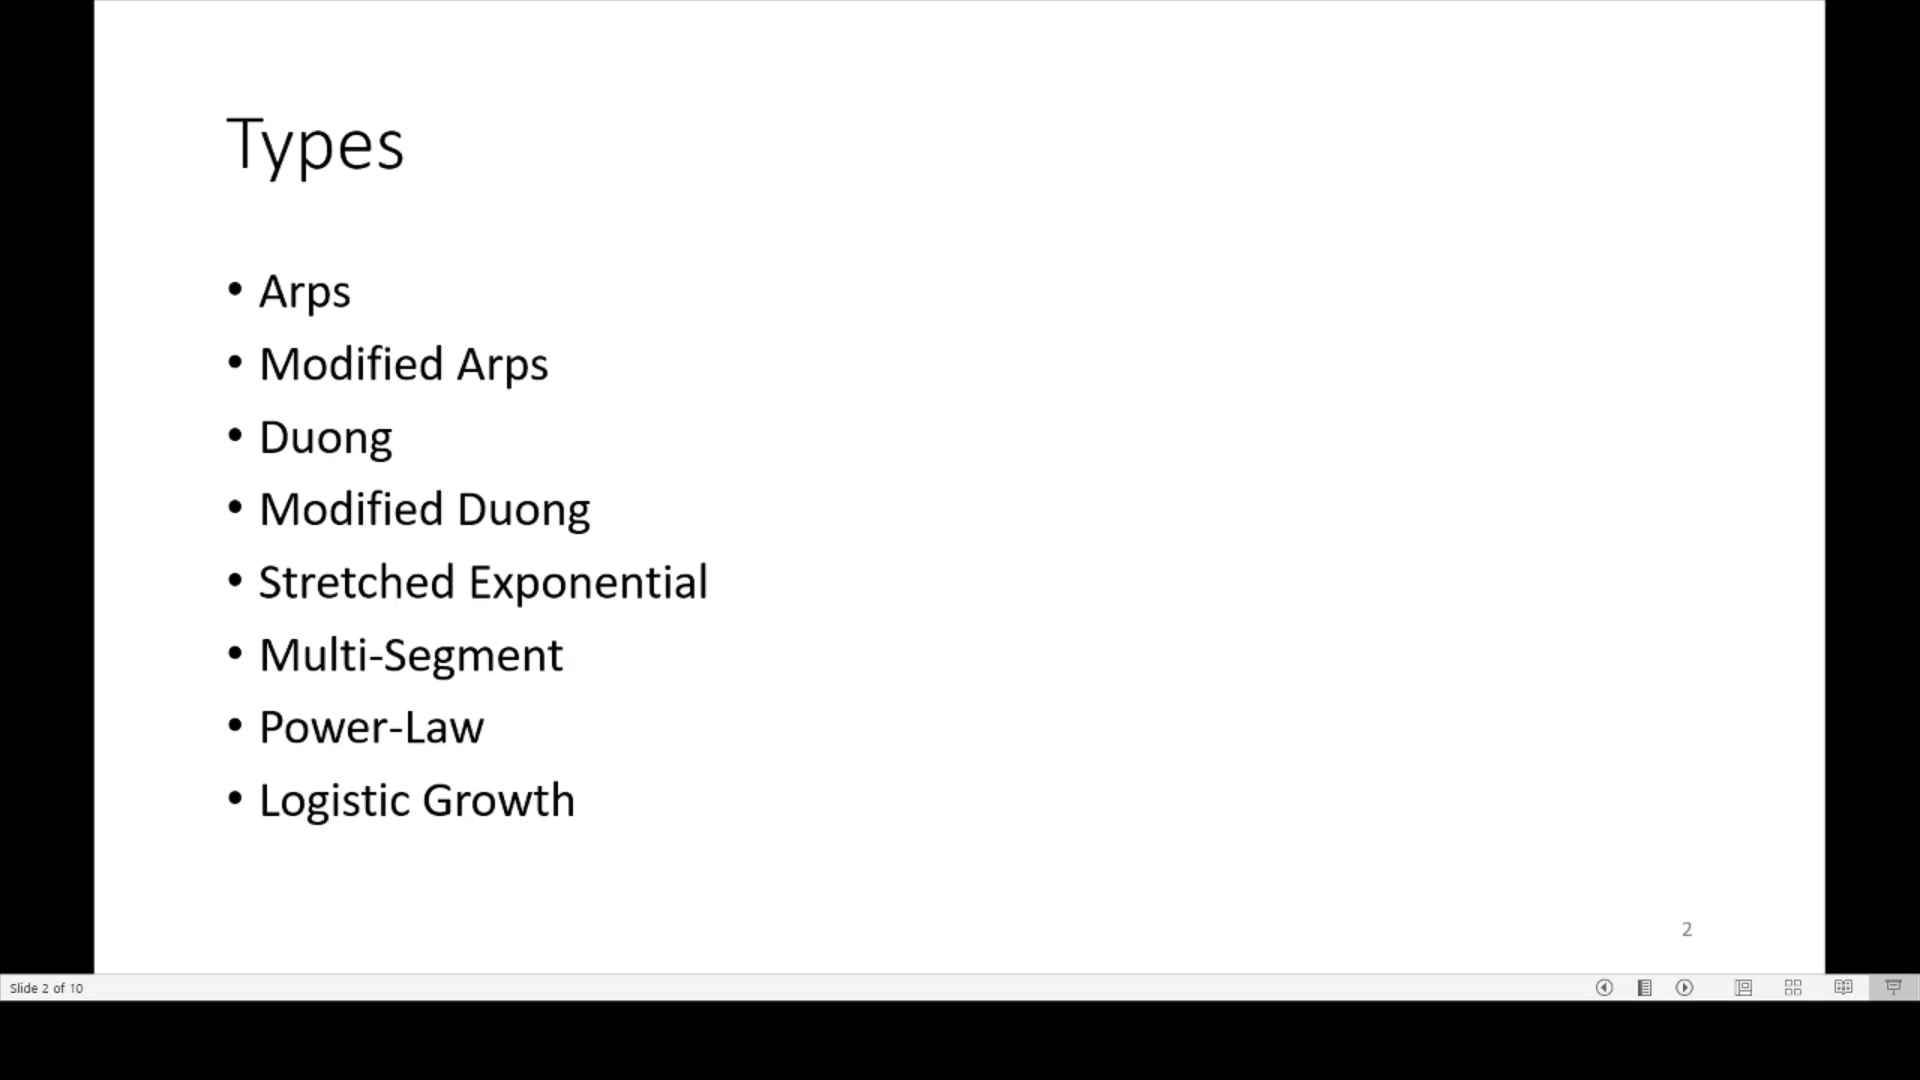 Types
• Arps
• Modified Arps
• Duong
• Modified Duong
• Stretched Exponential
• Multi-Segment
• Power-Law
• Logistic Growth
2
Slide 2 of 10